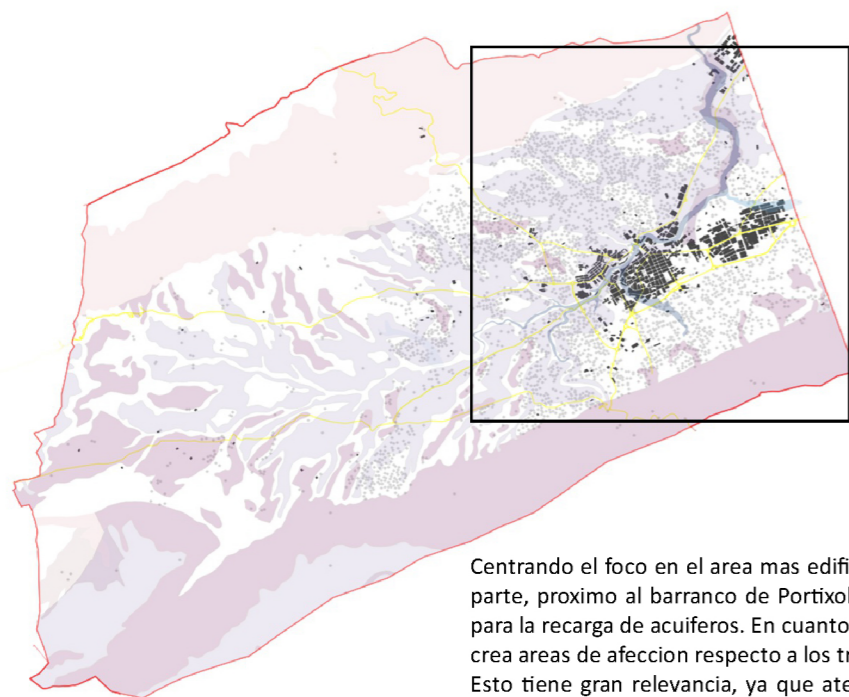 Centrando el foco en el area mas edifi
parte, proximo al barranco de Portixol
para la recarga de acuiferos. En cuanto
crea areas de afeccion respecto a los tr
Esto tiene gran relevancia, ya que ate